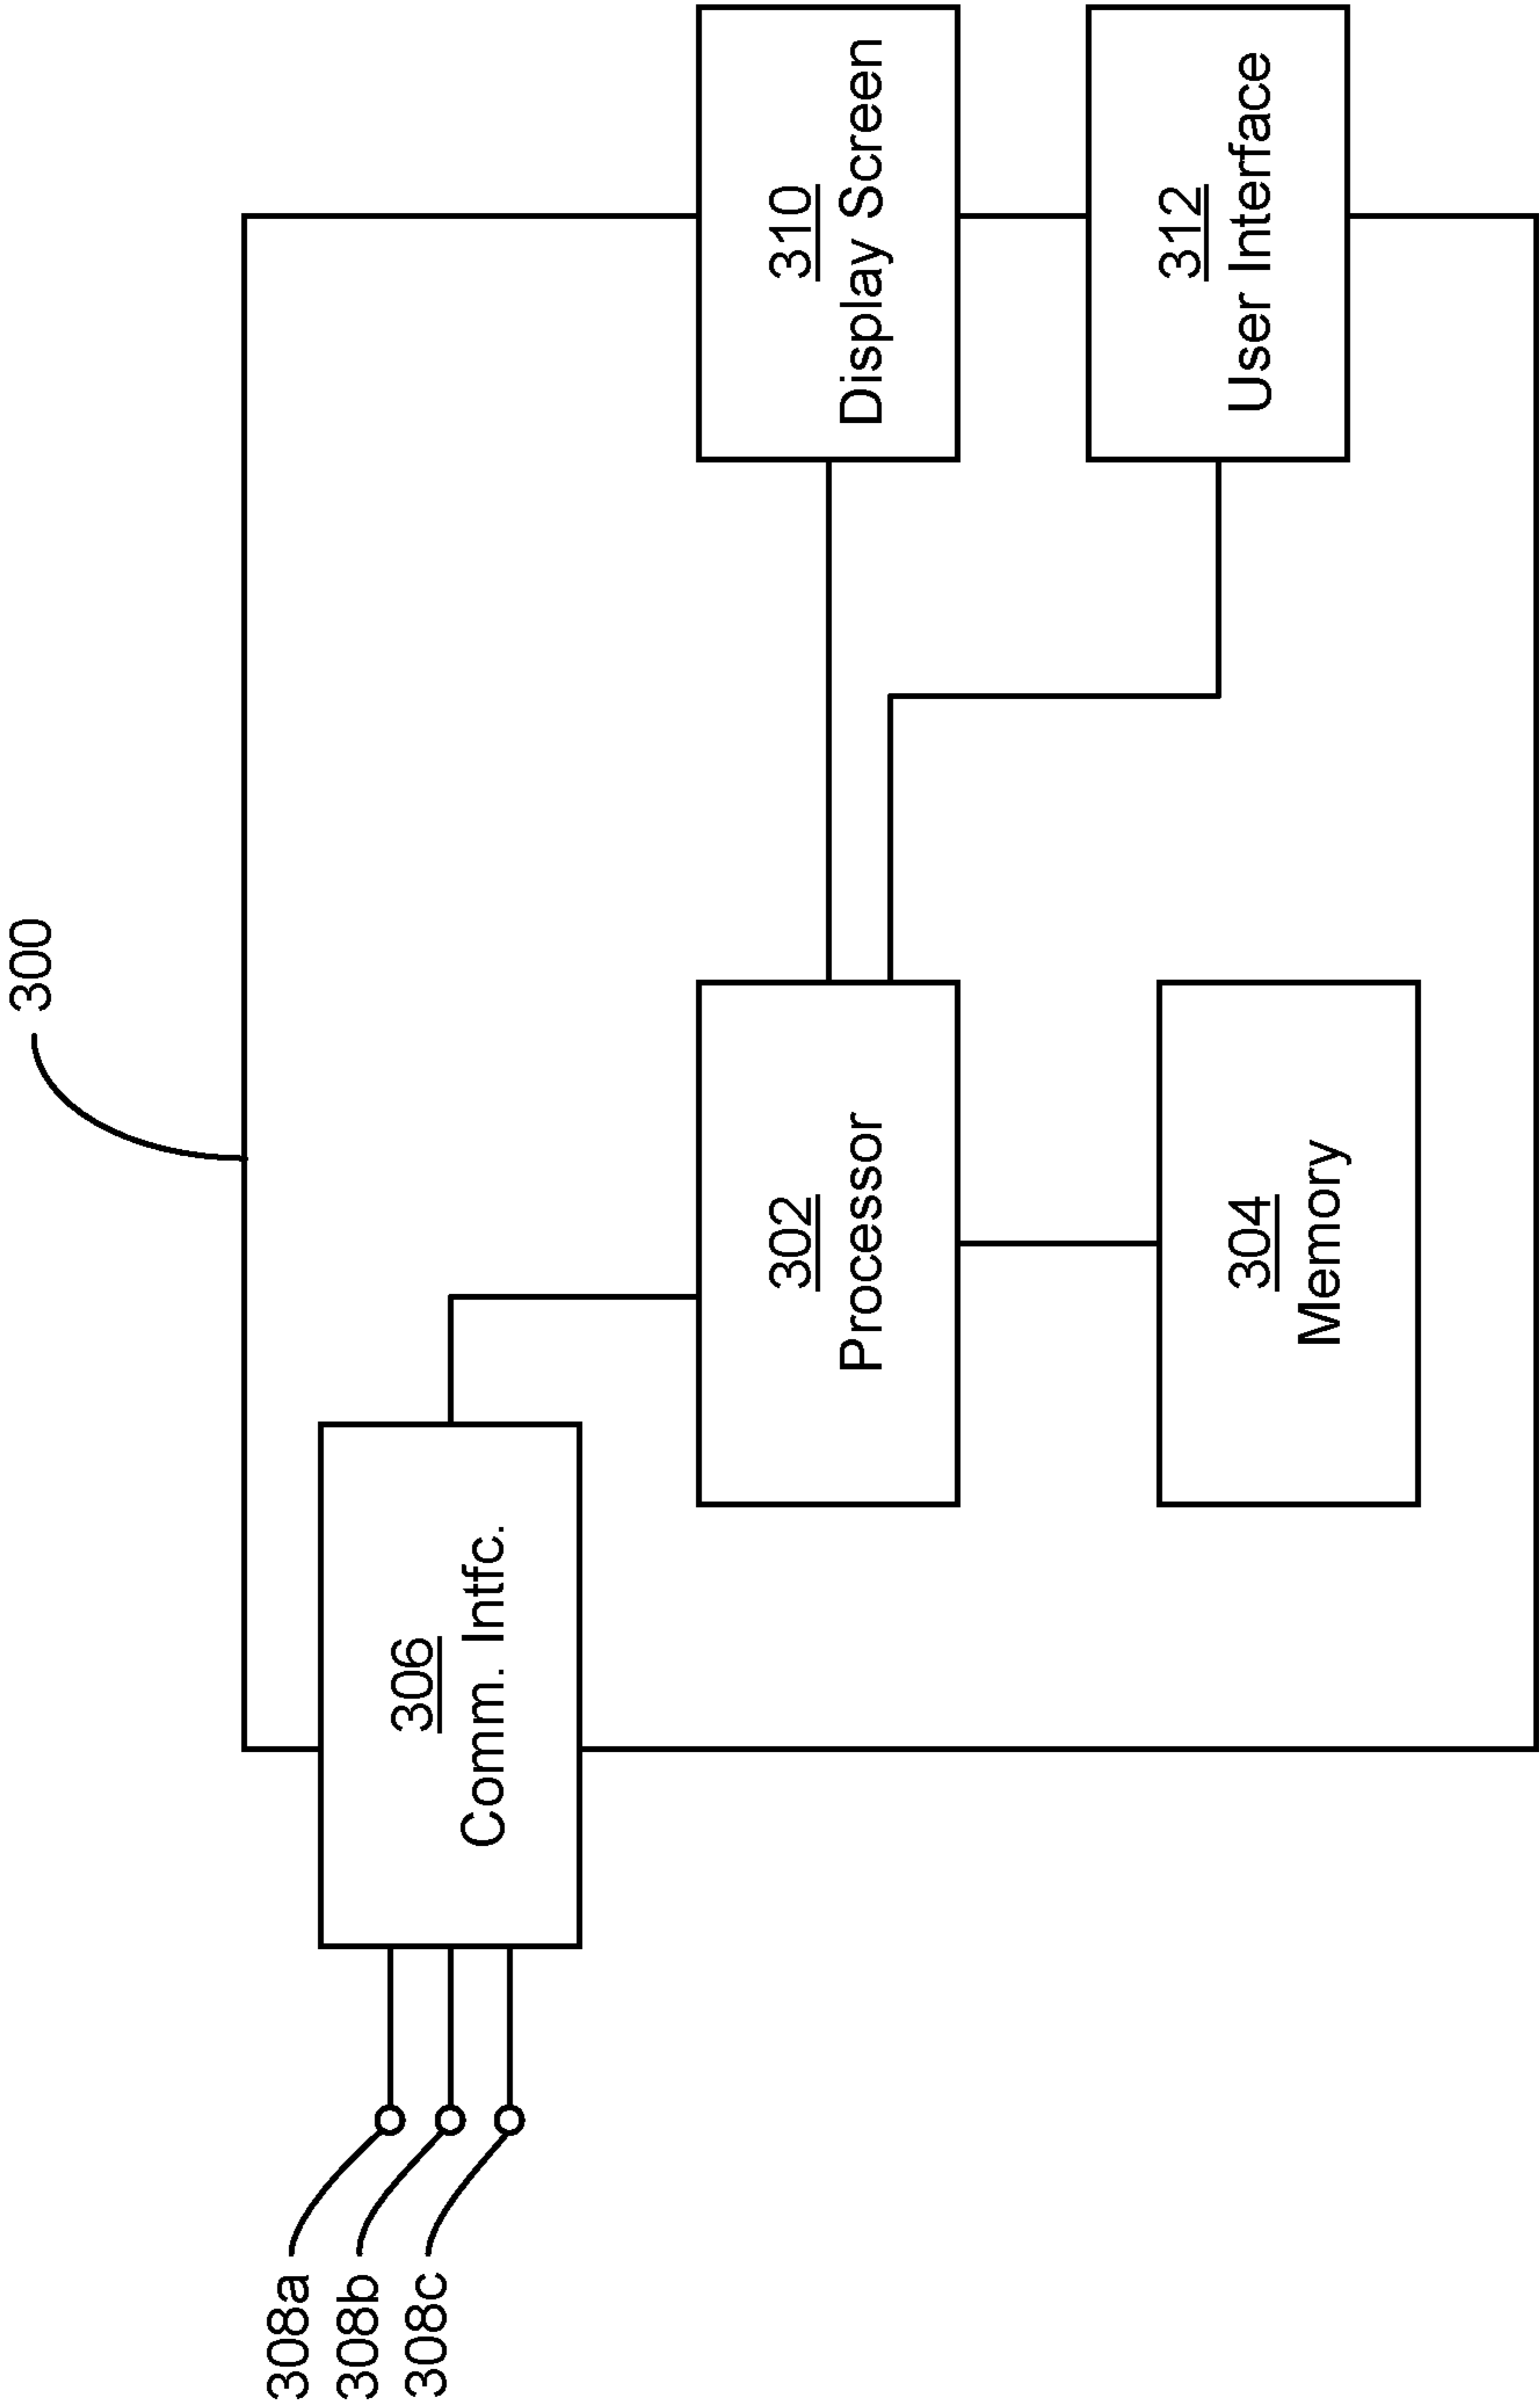 300
308a
308b
308c
306
Comm. Intfc.
302
Processor
310
Display Screen
304
Memory
312
User Interface